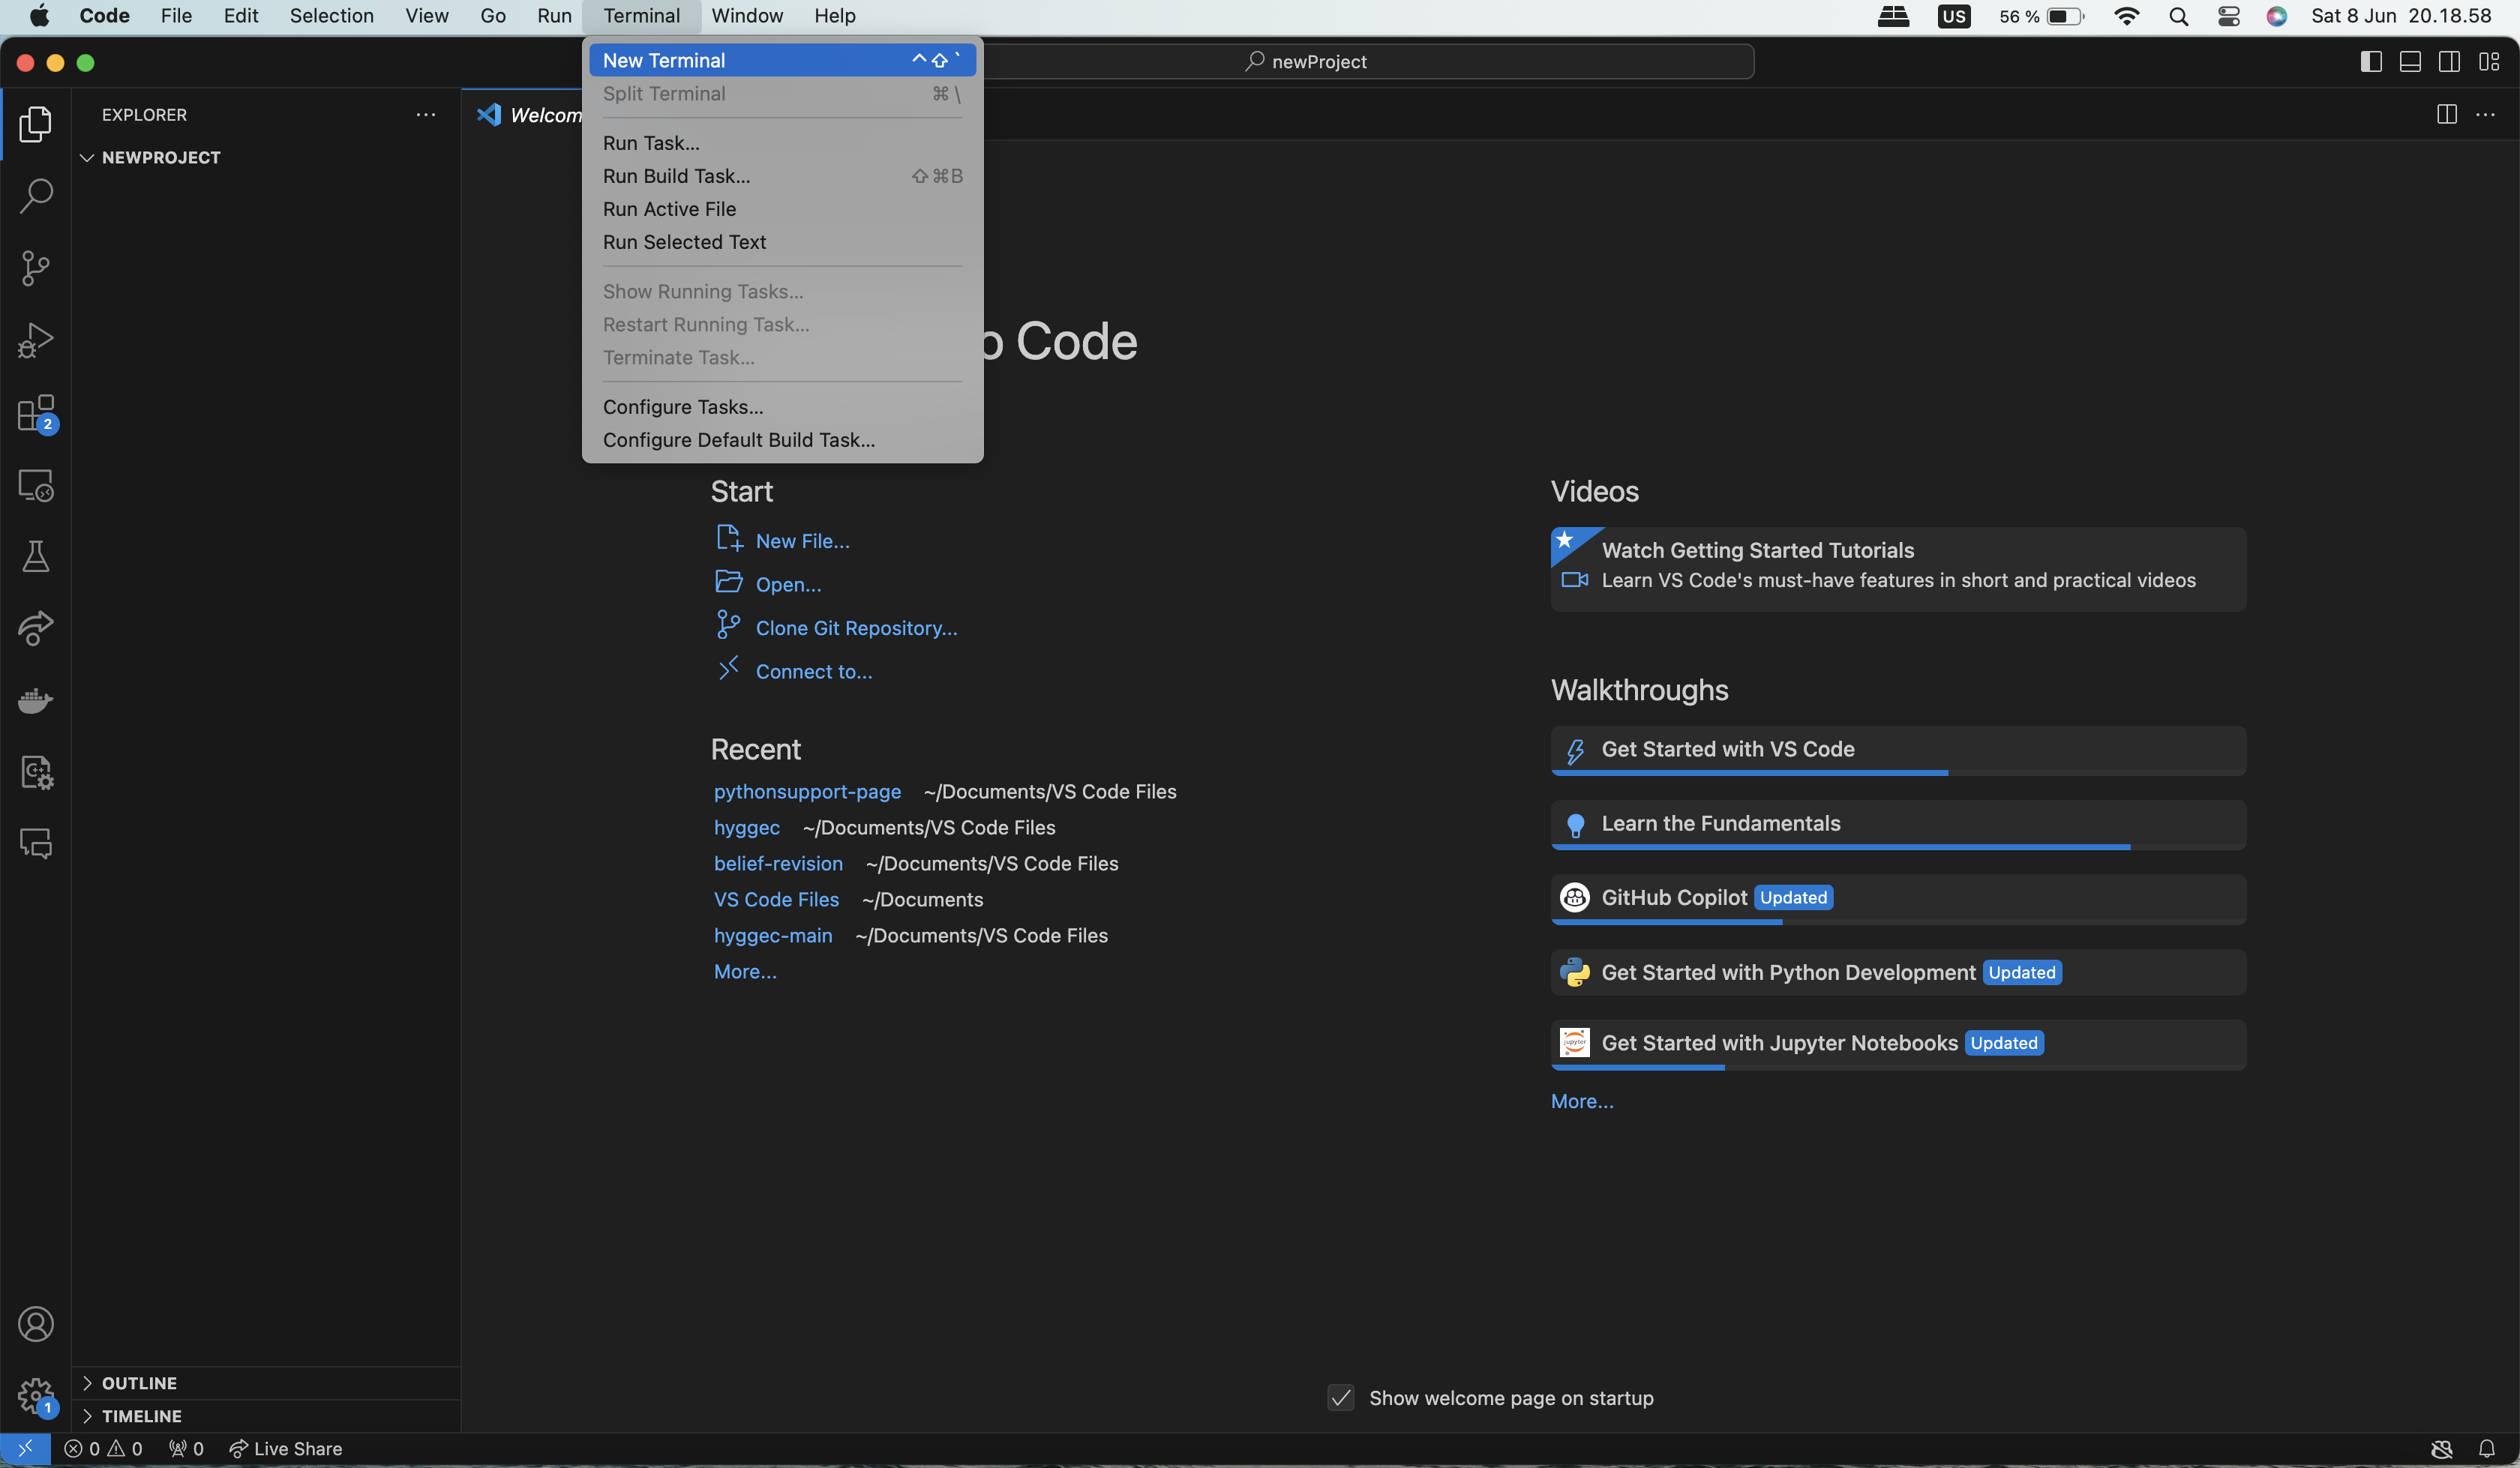 Code File Edit Selection View Go Run Terminal Window Help US 56 % Sat 8 Jun 20.18.58
newProject
New Terminal ^⇧`
Split Terminal ⌘\
Run Task...
Run Build Task... ⇧⌘B
Run Active File
Run Selected Text
Show Running Tasks...
Restart Running Task...
Terminate Task...
Configure Tasks...
Configure Default Build Task...
EXPLORER
NEWPROJECT
2
OUTLINE
TIMELINE
1
Welcom
o Code
Start
New File...
Open...
Clone Git Repository...
Connect to...
Recent
pythonsupport-page ~/Documents/VS Code Files
hyggec ~/Documents/VS Code Files
belief-revision ~/Documents/VS Code Files
VS Code Files ~/Documents
hyggec-main ~/Documents/VS Code Files
More...
Videos
Watch Getting Started Tutorials
Learn VS Code's must-have features in short and practical videos
Walkthroughs
Get Started with VS Code
Learn the Fundamentals
GitHub Copilot Updated
Get Started with Python Development Updated
jupyter
Get Started with Jupyter Notebooks Updated
More...
Show welcome page on startup
0 0 0 Live Share